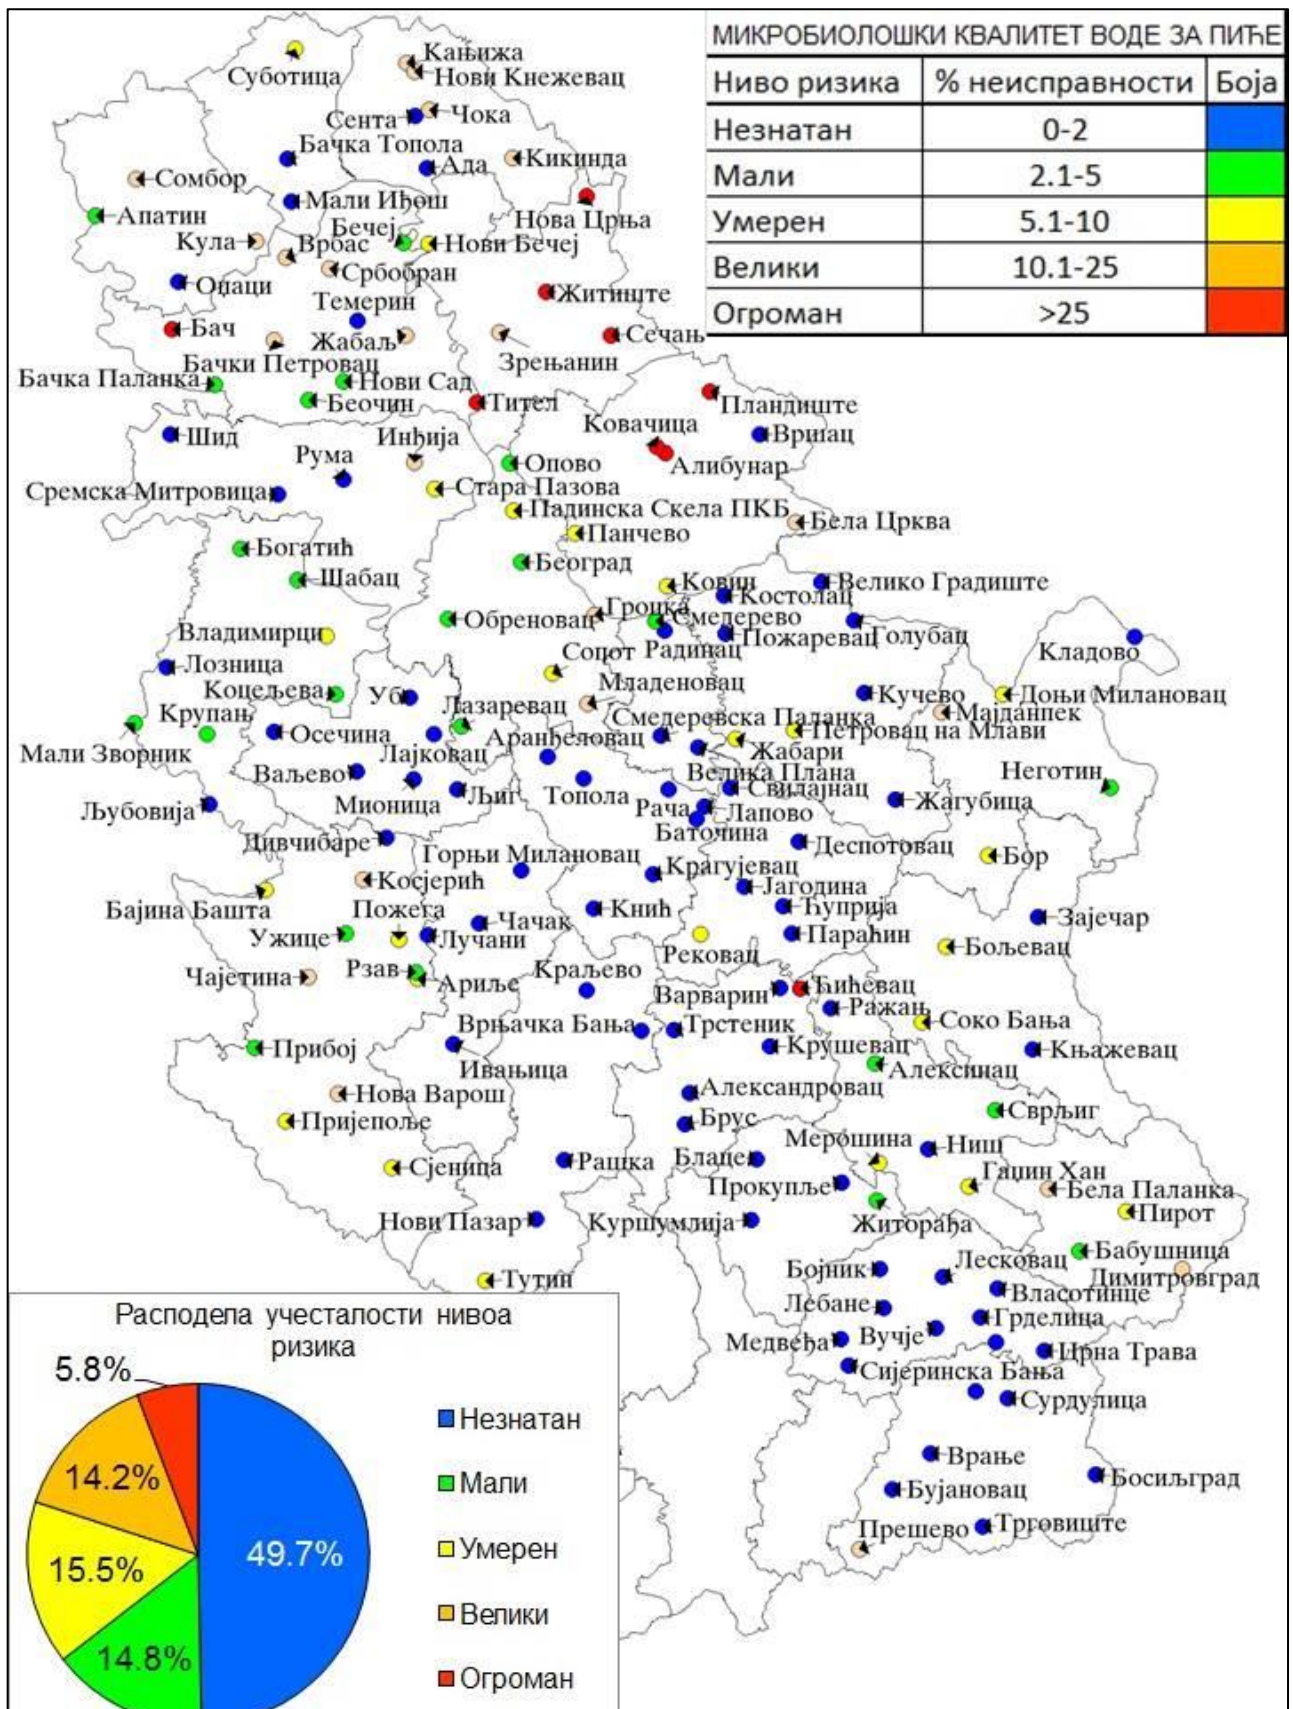 МИКРОБИОЛОШКИ КВАЛИТЕТ ВОДЕ ЗА ПИЋЕ
Ниво ризика % неисправности Боја
Незнатан 0-2
Мали 2.1-5
Умерен 5.1-10
Велики 10.1-25
Огроман >25
Суботица
Кањижа
Нови Кнежевац
Сента
Чока
Бачка Топола
Ада
Кикинда
Сомбор
Мали Иђош
Нова Црња
Апатин
Бечеј
Нови Бечеј
Кула
Врбас
Србобран
Оџаци
Темерин
Житиште
Бач
Жабаљ
Сечањ
Зрењанин
Бачки Петровац
Бачка Паланка
Нови Сад
Беочин
Тител
Пландиште
Ковачица
Вршац
Шид
Инђија
Рума
Опово
Алибунар
Сремска Митровица
Стара Пазова
Падинска Скела ПКБ
Бела Црква
Панчево
Богатић
Београд
Шабац
Ковин
Велико Градиште
Костолац
Гроцка
Обреновац
Смедерево
Голубац
Пожаревац
Радинац
Владимирци
Сопот
Кладово
Лозница
Младеновац
Коцељева
Уб
Кучево
Доњи Милановац
Лазаревац
Мајданпек
Крупањ
Смедеревска Паланка
Петровац на Млави
Осечина
Аранђеловац
Мали Зворник
Лајковац
Жабари
Ваљево
Велика Плана
Неготин
Топола
Свилајнац
Мионица
Љиг
Жагубица
Љубовија
Рача
Лапово
Баточина
Дивчибаре
Деспотовац
Горњи Милановац
Бор
Крагујевац
Косјерић
Јагодина
Бајина Башта
Пожега
Кнић
Ћуприја
Чачак
Зајечар
Ужице
Лучани
Параћин
Рековац
Бољевац
Рзав
Краљево
Чајетина
Ариље
Варварин
Ћићевац
Ражањ
Соко Бања
Врњачка Бања
Трстеник
Прибој
Крушевац
Књажевац
Ивањица
Алексинац
Нова Варош
Александровац
Пријепоље
Брус
Сврљиг
Мерошина
Ниш
Сјеница
Рашка
Блаце
Гаџин Хан
Прокупље
Бела Паланка
Пирот
Нови Пазар
Куршумлија
Житорађа
Тутин
Бојник
Лесковац
Бабушница
Димитровград
Власотинце
Лебане
Грделица
Медвеђа
Вучје
Црна Трава
Сијеринска Бања
Сурдулица
Врање
Босиљград
Бујановац
Прешево
Трговиште
Расподела учесталости нивоа
ризика
5.8%
14.2%
15.5%
14.8%
49.7%
Незнатан
Мали
Умерен
Велики
Огроман